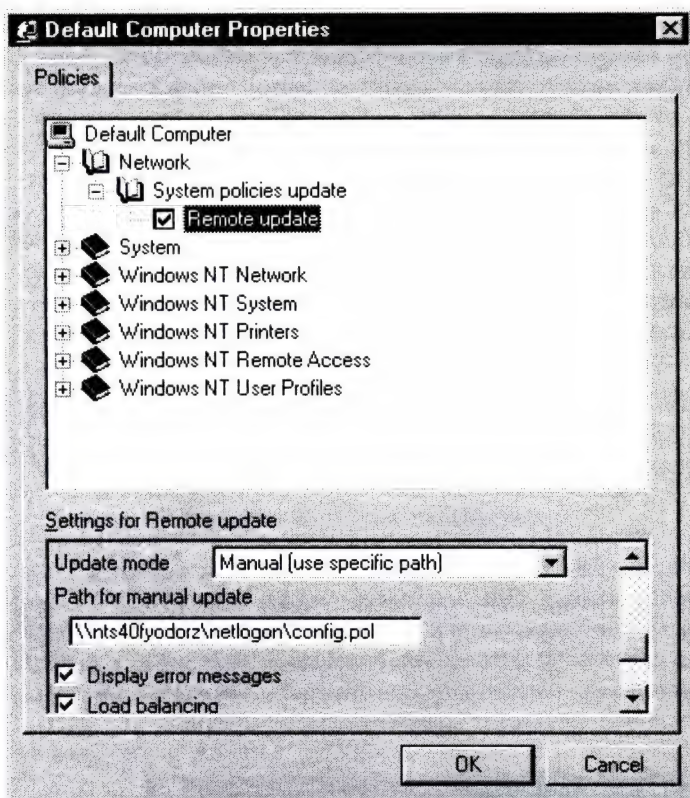 Default Computer Properties
Policies
Default Computer
Network
System policies update
Remote update
System
Windows NT Network
Windows NT System
Windows NT Printers
Windows NT Remote Access
Windows NT User Profiles
Settings for Remote update
Update mode Manual (use specific path)
Path for manual update
\\nts40fyodorz\netlogon\config.pol
Display error messages
Load balancing
OK Cancel